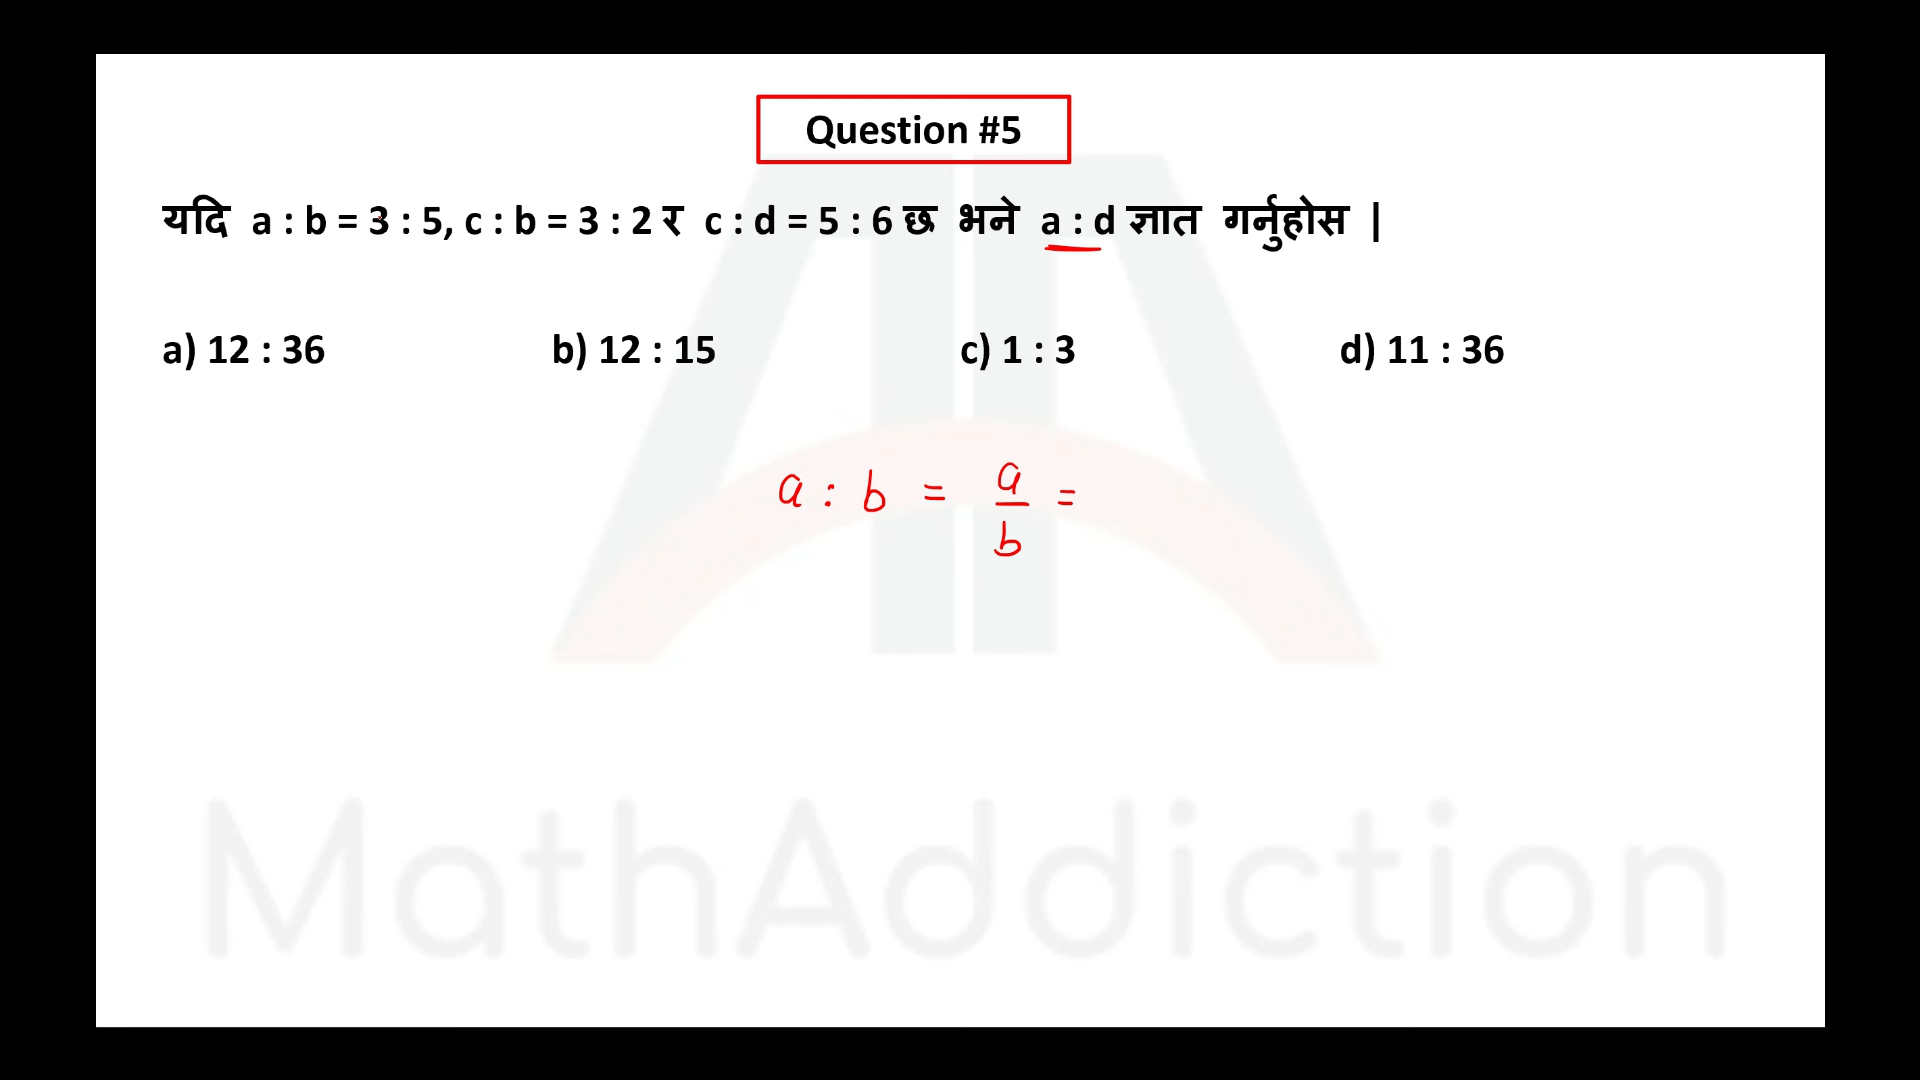 Question #5
यदि a : b = 3 : 5, c : b = 3 : 2 र c : d = 5 : 6 छ भने a : d ज्ञात गर्नुहोस |
a) 12 : 36 b) 12 : 15 c) 1 : 3 d) 11 : 36
a : b = a/b =
MathAddiction